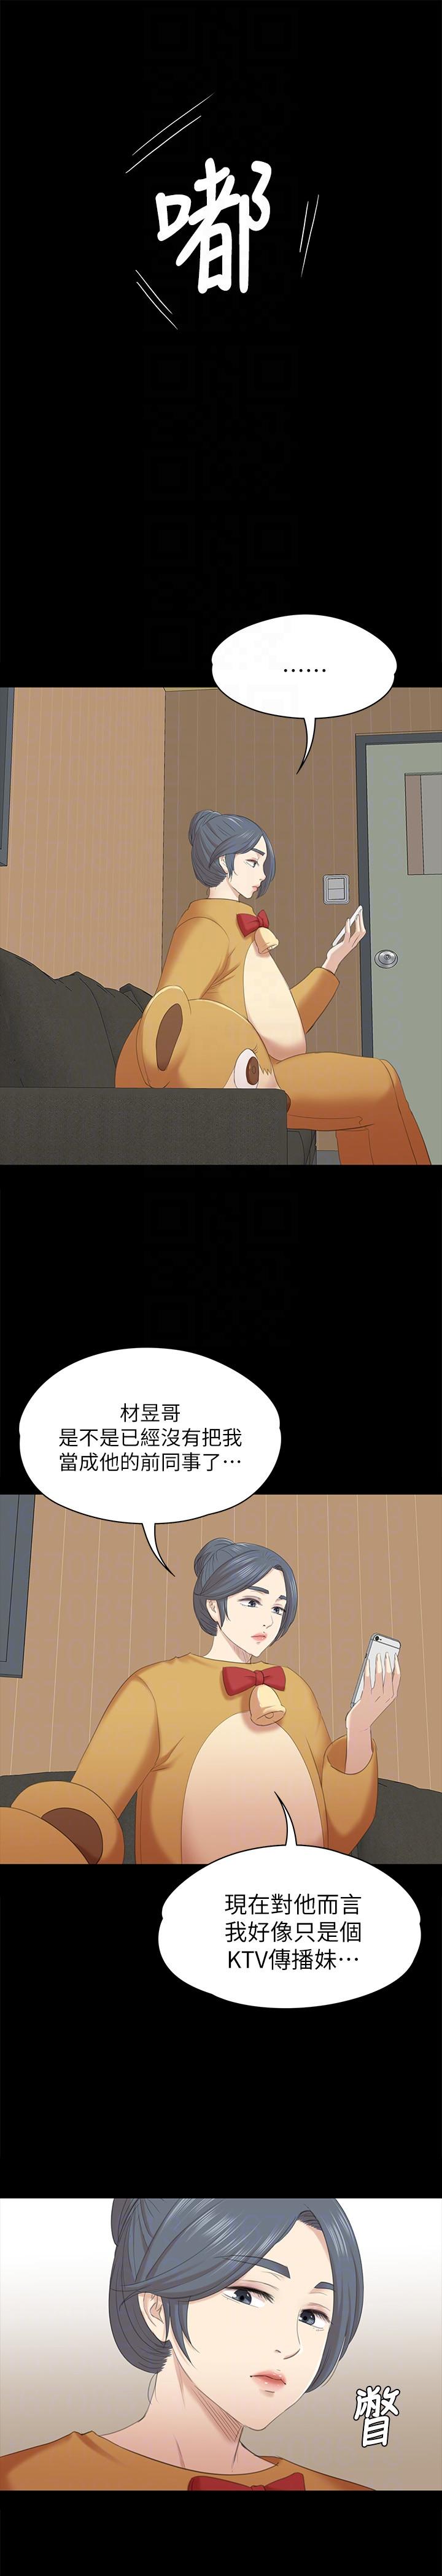 嘟
……
材昱哥
是不是已經沒有把我
當成他的前同事了…
現在對他而言
我好像只是個
KTV傳播妹…
瞥